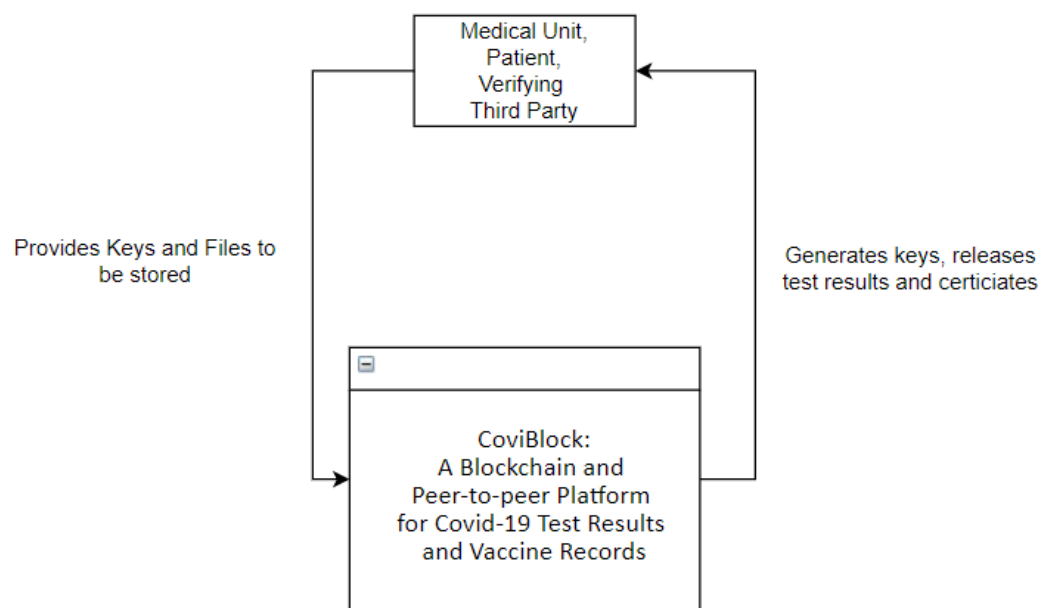 Medical Unit,
Patient,
Verifying
Third Party
Provides Keys and Files to
be stored
Generates keys, releases
test results and certiciates
CoviBlock:
A Blockchain and
Peer-to-peer Platform
for Covid-19 Test Results
and Vaccine Records